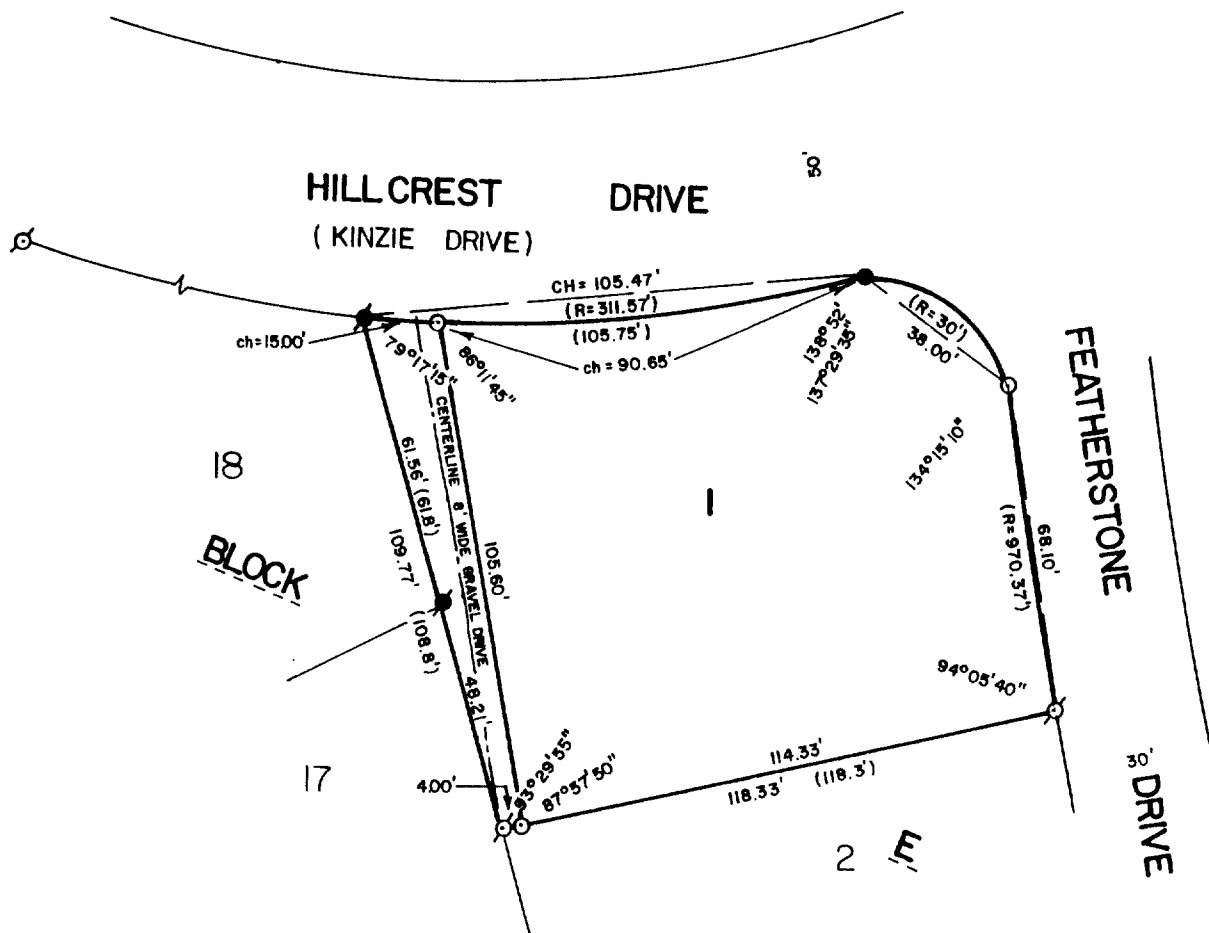 50'
HILLCREST DRIVE
( KINZIE DRIVE)
CH = 105.47'
(R=311.57')
(105.75')
ch=15.00'
ch = 90.65'
79°17'15"
86°11'45"
138°52'
137°29'35"
(R=30')
38.00'
FEATHERSTONE
134°15'10"
18
61.56' (61.8')
CENTERLINE 8' WIDE GRAVEL DRIVE
1
BLOCK
109.77'
(108.8')
105.60'
68.10'
(R=970.37')
48.21'
94°05'40"
17
4.00'
93°29'55"
87°57'50"
114.33'
118.33' (118.3')
30'
DRIVE
2
E